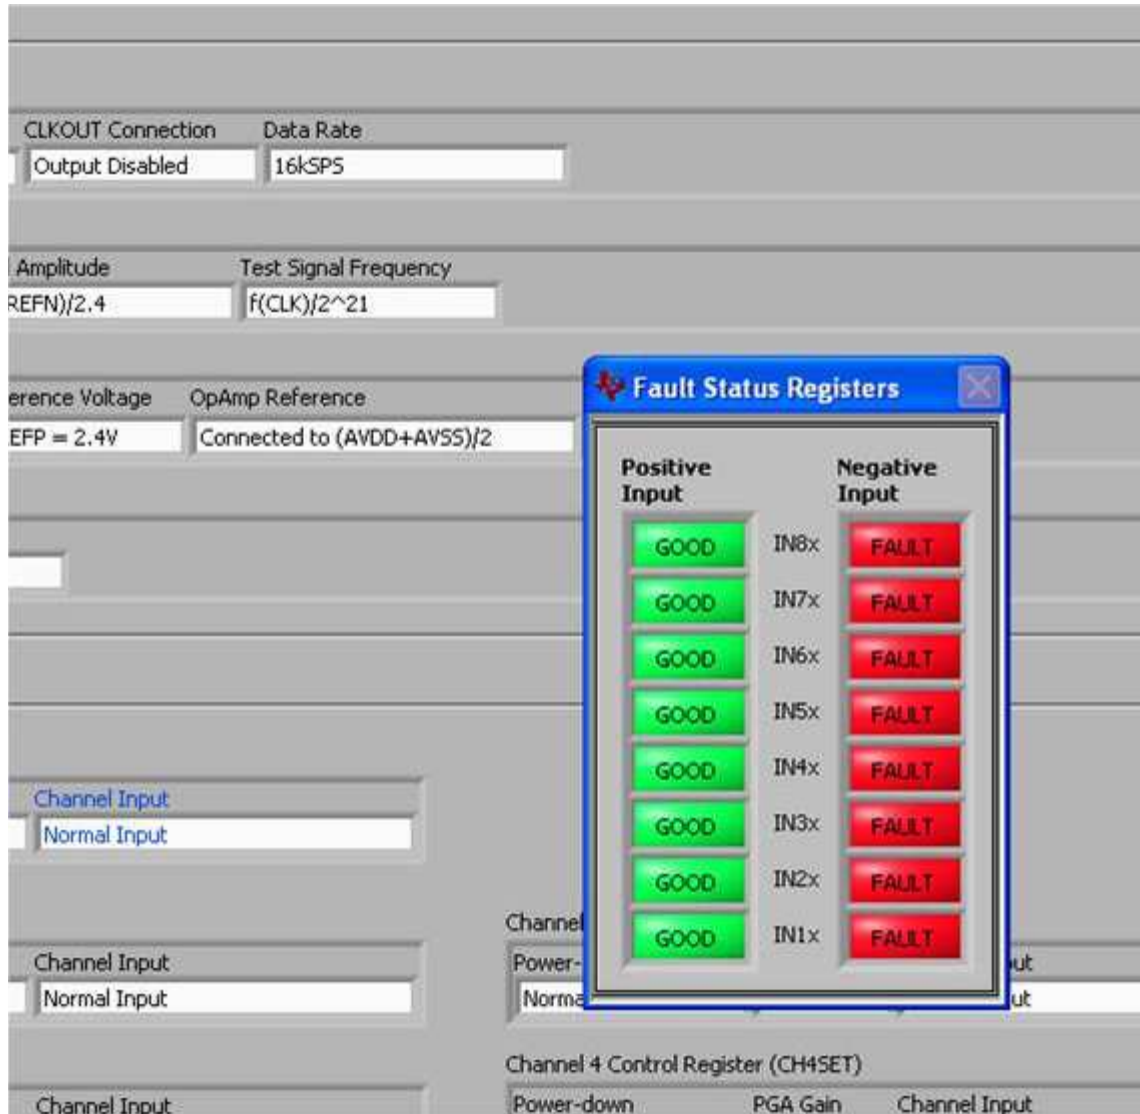 CLKOUT Connection Data Rate
Output Disabled 16kSPS
Amplitude Test Signal Frequency
REFN)/2.4 f(CLK)/2^21
erence Voltage OpAmp Reference
EFP = 2.4V Connected to (AVDD+AVSS)/2
Fault Status Registers
Positive Input Negative Input
GOOD IN8x FAULT
GOOD IN7x FAULT
GOOD IN6x FAULT
GOOD IN5x FAULT
GOOD IN4x FAULT
GOOD IN3x FAULT
GOOD IN2x FAULT
GOOD IN1x FAULT
Channel Input
Normal Input
Channel Input
Normal Input
Channel
Power- ut
Norma ut
Channel 4 Control Register (CH4SET)
Channel Input Power-down PGA Gain Channel Input